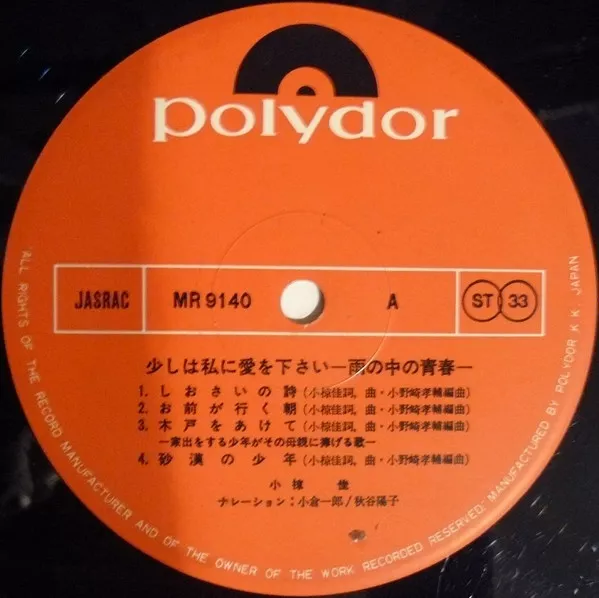 polydor
JASRAC
MR 9140
A
ST 33
少しは私に愛を下さい―雨の中の青春―
1. しおさいの詩 (小椋佳詞, 曲・小野崎孝輔編曲)
2. お前が行く朝 (小椋佳詞, 曲・小野崎孝輔編曲)
3. 木戸をあけて (小椋佳詞, 曲・小野崎孝輔編曲)
―家出をする少年がその母親に捧げる歌―
4. 砂漠の少年 (小椋佳詞, 曲・小野崎孝輔編曲)
小椋 佳
ナレーション:小倉一郎/秋谷陽子
ALL RIGHTS OF THE RECORD MANUFACTURER AND OF THE OWNER OF THE WORK RECORDED RESERVED. MANUFACTURED BY POLYDOR K.K. JAPAN